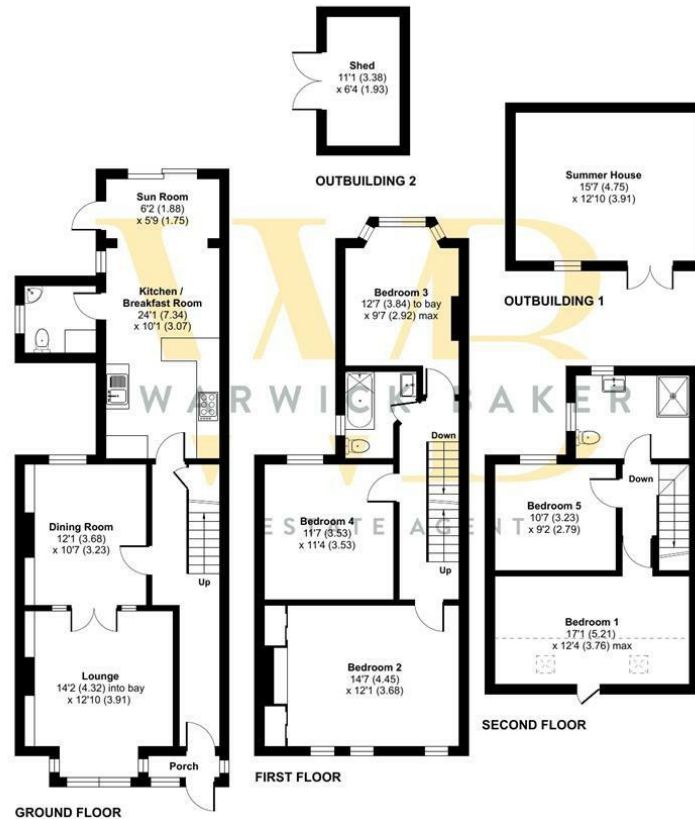 Shed
11'1 (3.38)
x 6'4 (1.93)
OUTBUILDING 2
Summer House
15'7 (4.75)
x 12'10 (3.91)
OUTBUILDING 1
Sun Room
6'2 (1.88)
x 5'9 (1.75)
Kitchen /
Breakfast Room
24'1 (7.34)
x 10'1 (3.07)
Dining Room
12'1 (3.68)
x 10'7 (3.23)
Up
Lounge
14'2 (4.32) into bay
x 12'10 (3.91)
Porch
GROUND FLOOR
Bedroom 3
12'7 (3.84) to bay
x 9'7 (2.92) max
Down
Bedroom 4
11'7 (3.53)
x 11'4 (3.53)
Up
Bedroom 2
14'7 (4.45)
x 12'1 (3.68)
FIRST FLOOR
Down
Bedroom 5
10'7 (3.23)
x 9'2 (2.79)
Bedroom 1
17'1 (5.21)
x 12'4 (3.76) max
SECOND FLOOR
WB
WARWICK BAKER
ESTATE AGENT